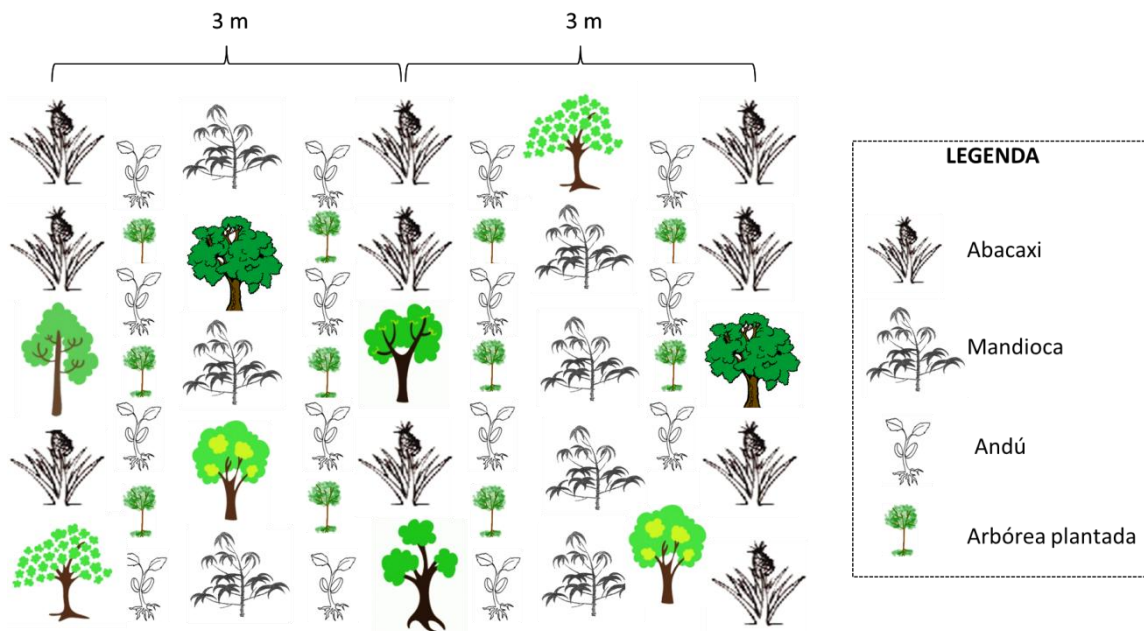 3 m
3 m
LEGENDA
Abacaxi
Mandioca
Andú
Arbórea plantada